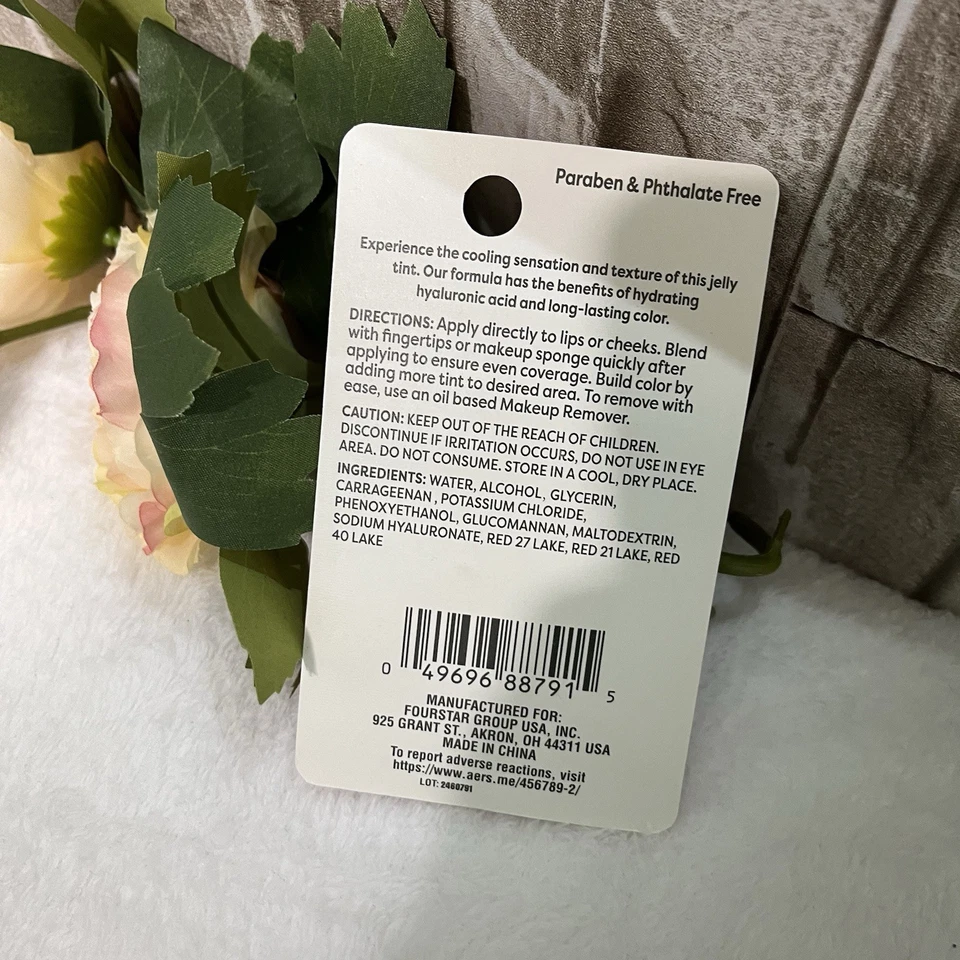 Paraben & Phthalate Free
Experience the cooling sensation and texture of this jelly
tint. Our formula has the benefits of hydrating
hyaluronic acid and long-lasting color.
DIRECTIONS: Apply directly to lips or cheeks. Blend
with fingertips or makeup sponge quickly after
applying to ensure even coverage. Build color by
adding more tint to desired area. To remove with
ease, use an oil based Makeup Remover.
CAUTION: KEEP OUT OF THE REACH OF CHILDREN.
DISCONTINUE IF IRRITATION OCCURS, DO NOT USE IN EYE
AREA. DO NOT CONSUME. STORE IN A COOL, DRY PLACE.
INGREDIENTS: WATER, ALCOHOL, GLYCERIN,
CARRAGEENAN, POTASSIUM CHLORIDE,
PHENOXYETHANOL, GLUCOMANNAN, MALTODEXTRIN,
SODIUM HYALURONATE, RED 27 LAKE, RED 21 LAKE, RED
40 LAKE
0 49696 88791 5
MANUFACTURED FOR:
FOURSTAR GROUP USA, INC.
925 GRANT ST., AKRON, OH 44311 USA
MADE IN CHINA
To report adverse reactions, visit
https://www.aers.me/456789-2/
LOT: 2460791